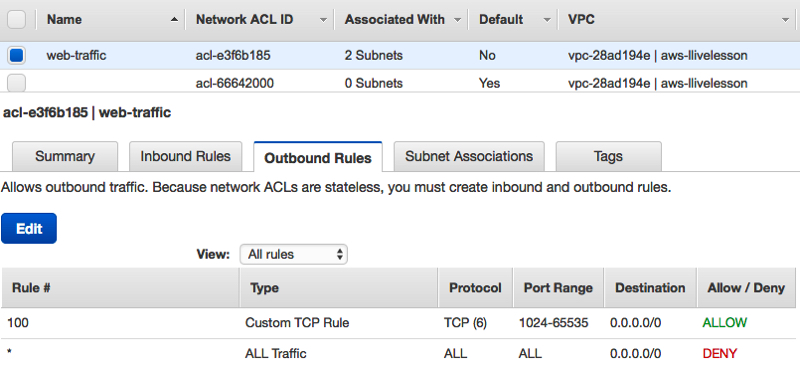 Name Network ACL ID Associated With Default VPC
web-traffic acl-e3f6b185 2 Subnets No vpc-28ad194e | aws-llivelesson
acl-66642000 0 Subnets Yes vpc-28ad194e | aws-llivelesson
acl-e3f6b185 | web-traffic
Summary Inbound Rules Outbound Rules Subnet Associations Tags
Allows outbound traffic. Because network ACLs are stateless, you must create inbound and outbound rules.
Edit
View: All rules
Rule # Type Protocol Port Range Destination Allow / Deny
100 Custom TCP Rule TCP (6) 1024-65535 0.0.0.0/0 ALLOW
* ALL Traffic ALL ALL 0.0.0.0/0 DENY